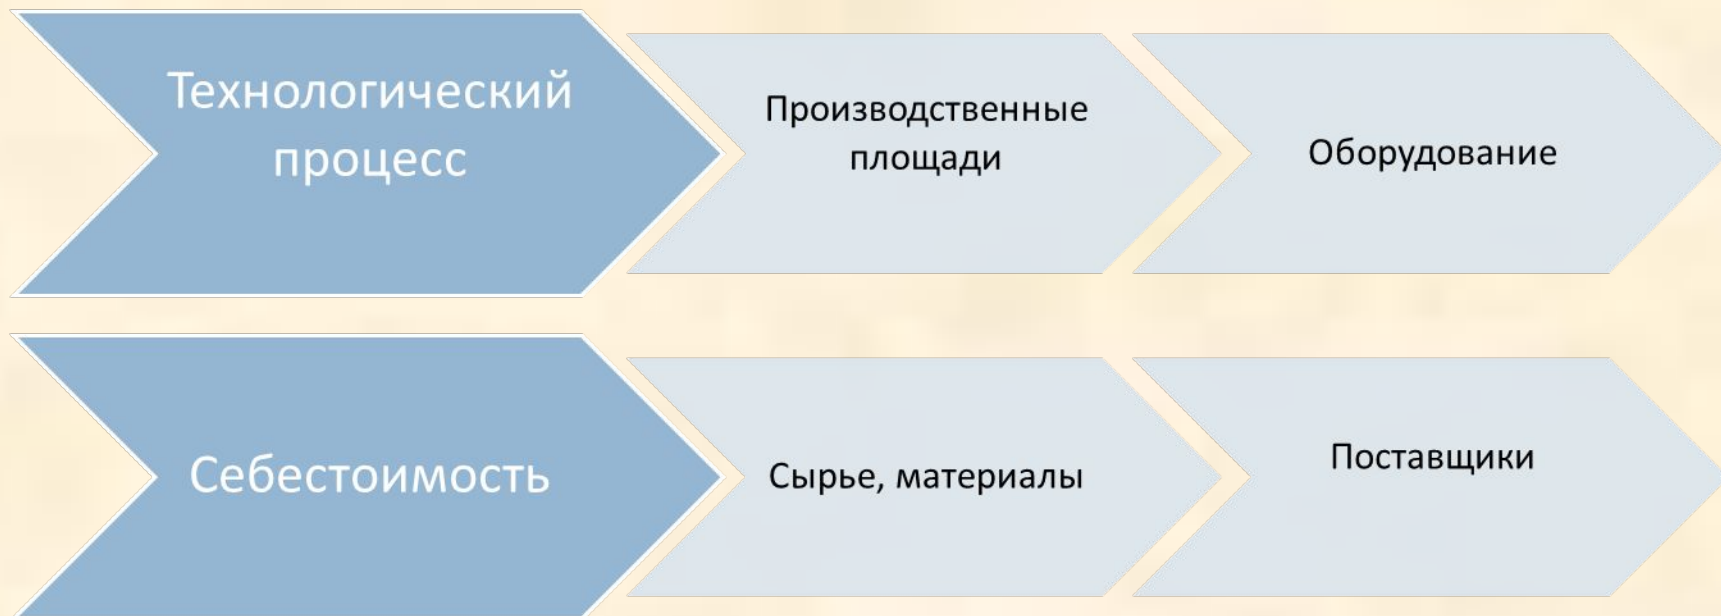 Технологический
процесс
Производственные
площади
Оборудование
Себестоимость
Сырье, материалы
Поставщики